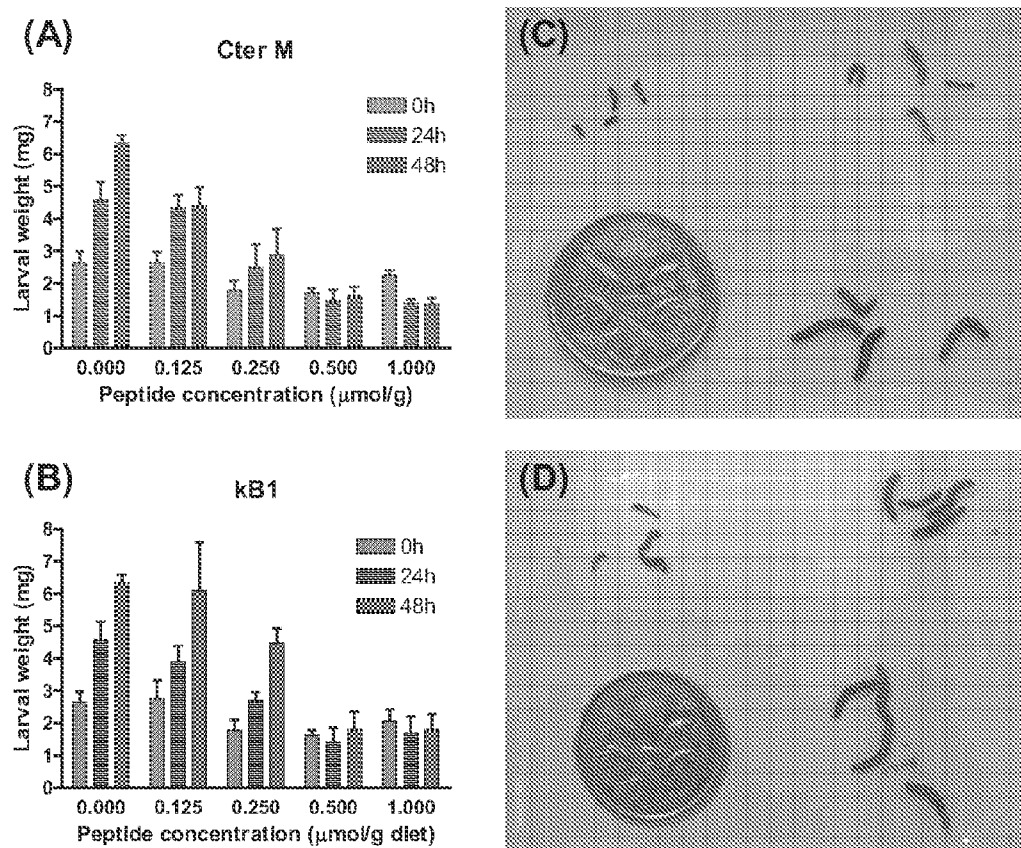 (A)
Cter M
8
7
6
5
4
3
2
1
0
Larval weight (mg)
0h
24h
48h
0.000 0.125 0.250 0.500 1.000
Peptide concentration (μmol/g)
(C)
(B)
kB1
8
7
6
5
4
3
2
1
0
Larval weight (mg)
0h
24h
48h
0.000 0.125 0.250 0.500 1.000
Peptide concentration (μmol/g diet)
(D)